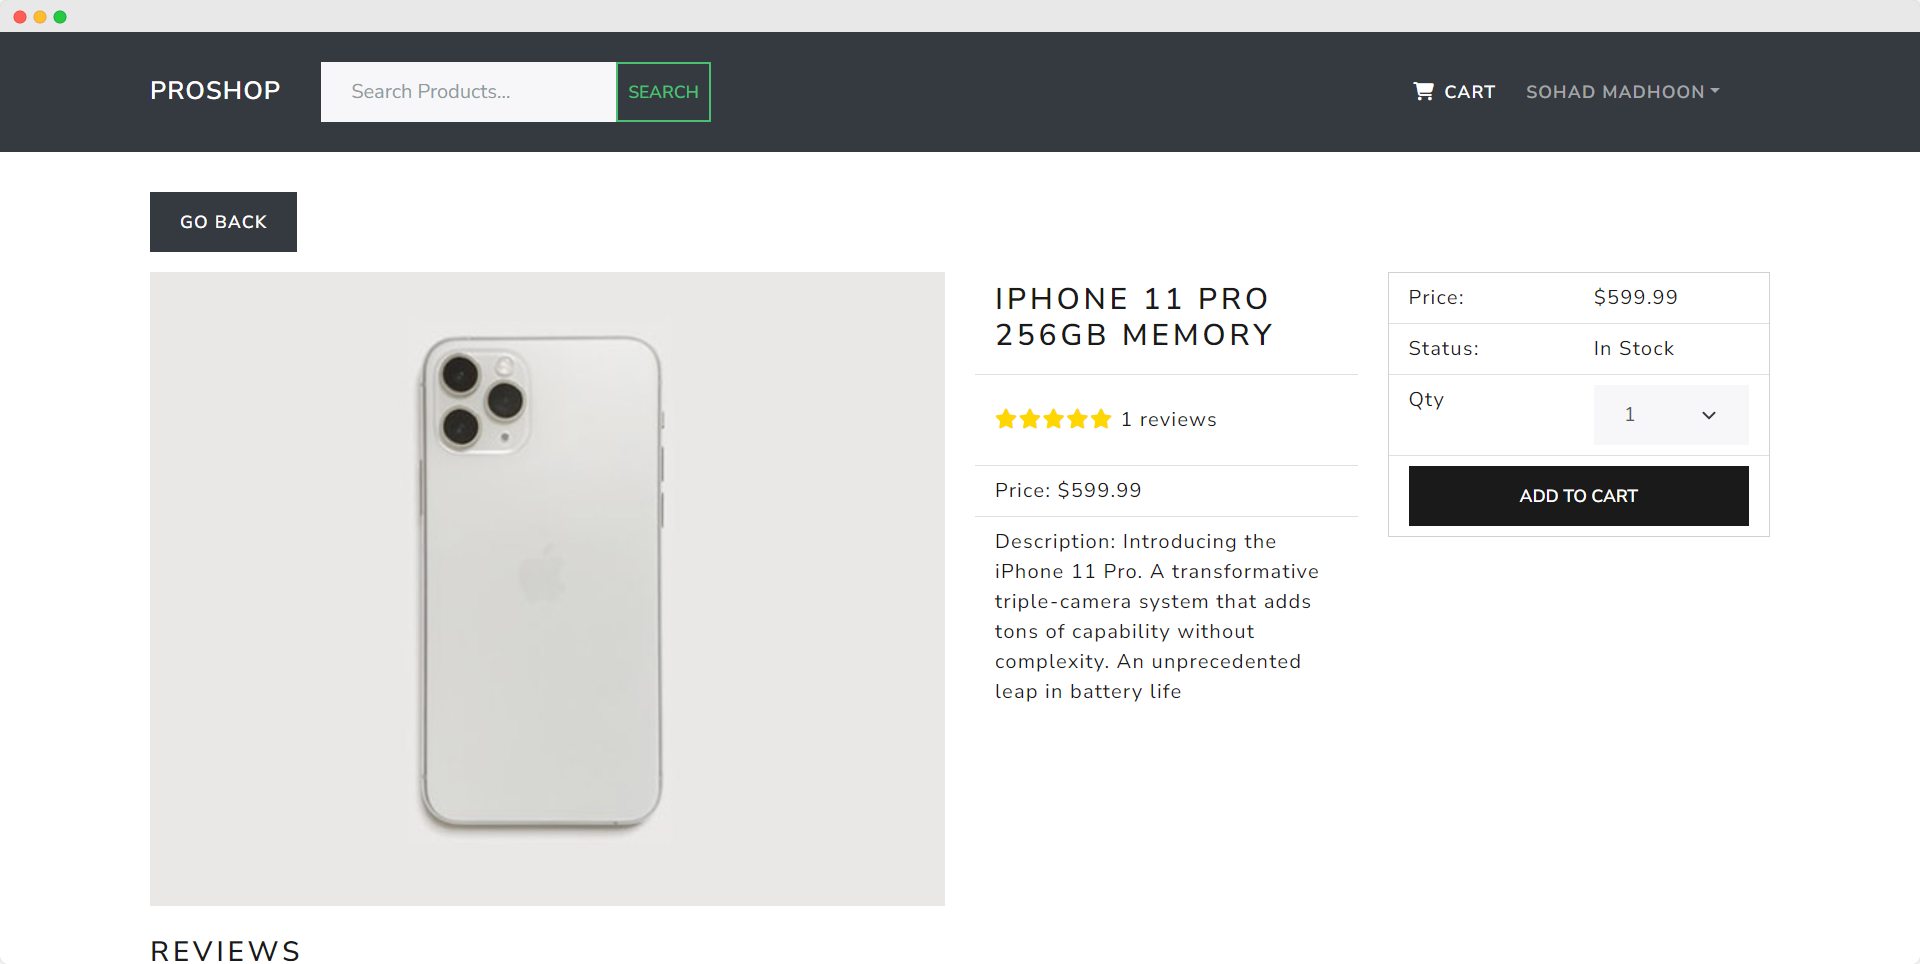 PROSHOP
Search Products...
SEARCH
CART
SOHAD MADHOON
GO BACK
IPHONE 11 PRO
256GB MEMORY
1 reviews
Price: $599.99
Description: Introducing the
iPhone 11 Pro. A transformative
triple-camera system that adds
tons of capability without
complexity. An unprecedented
leap in battery life
Price: $599.99
Status: In Stock
Qty 1
ADD TO CART
REVIEWS